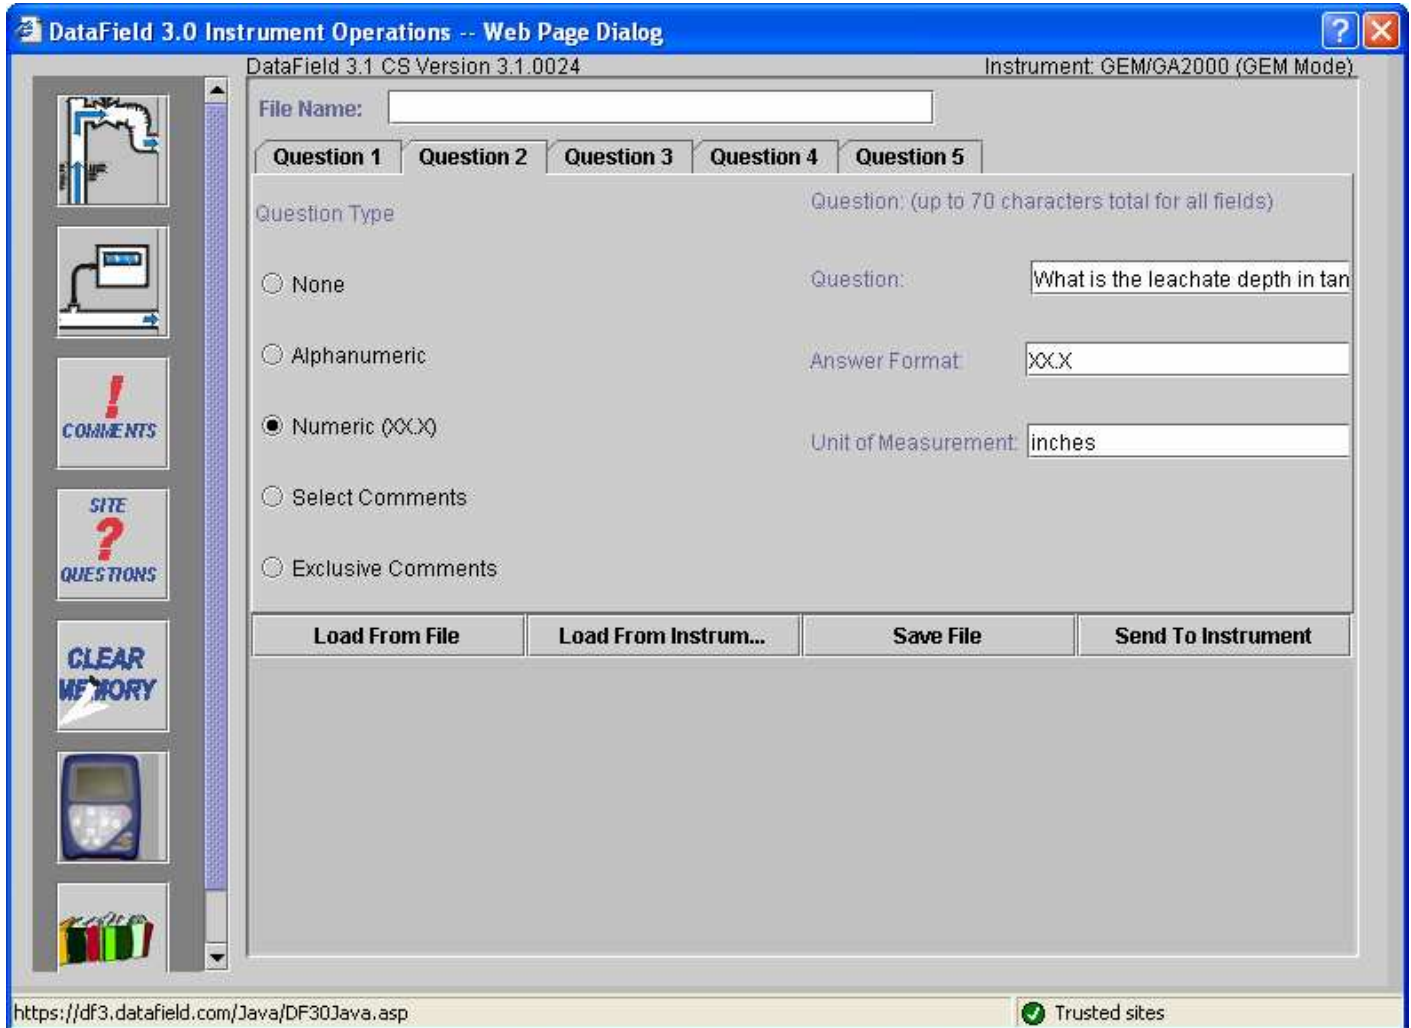 DataField 3.0 Instrument Operations -- Web Page Dialog
DataField 3.1 CS Version 3.1.0024
Instrument: GEM/GA2000 (GEM Mode)
File Name:
Question 1
Question 2
Question 3
Question 4
Question 5
Question Type
Question: (up to 70 characters total for all fields)
None
Question:
What is the leachate depth in tan
Alphanumeric
Answer Format:
XX.X
Numeric (XX.X)
Unit of Measurement:
inches
Select Comments
Exclusive Comments
Load From File
Load From Instrum...
Save File
Send To Instrument
!
COMMENTS
SITE
?
QUESTIONS
CLEAR
MEMORY
https://df3.datafield.com/Java/DF30Java.asp
Trusted sites